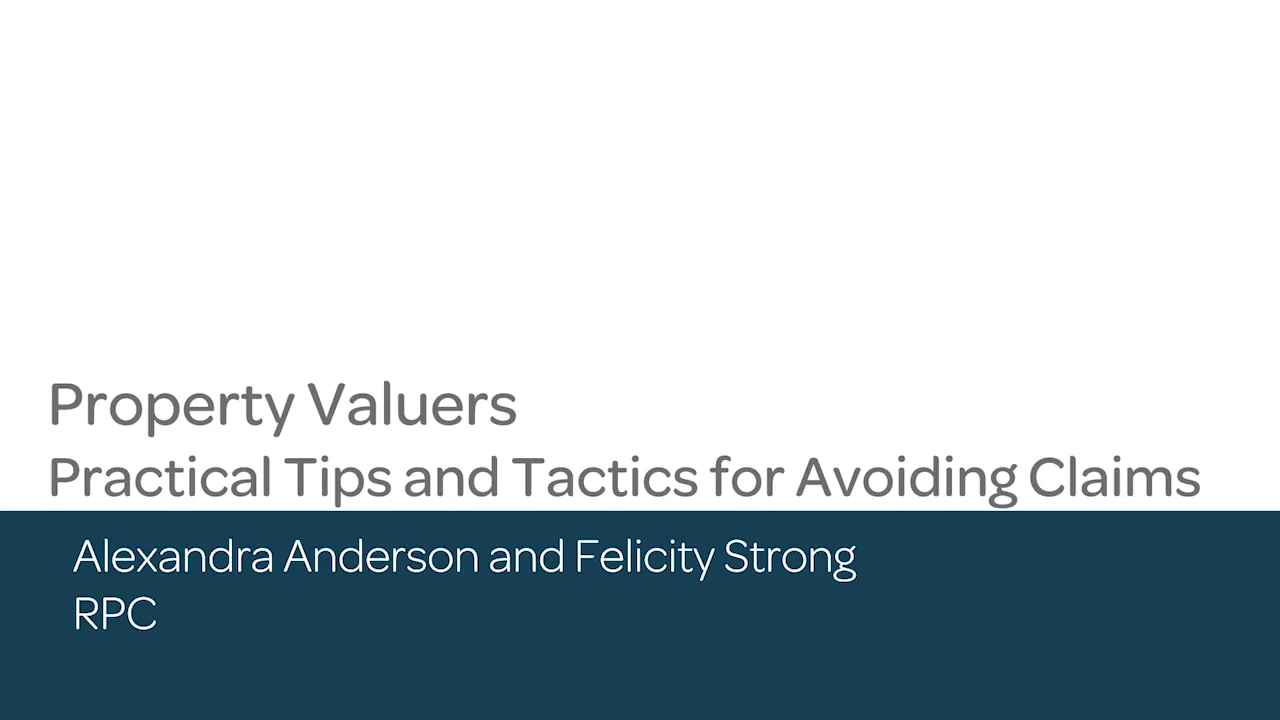 Property Valuers
Practical Tips and Tactics for Avoiding Claims
Alexandra Anderson and Felicity Strong
RPC